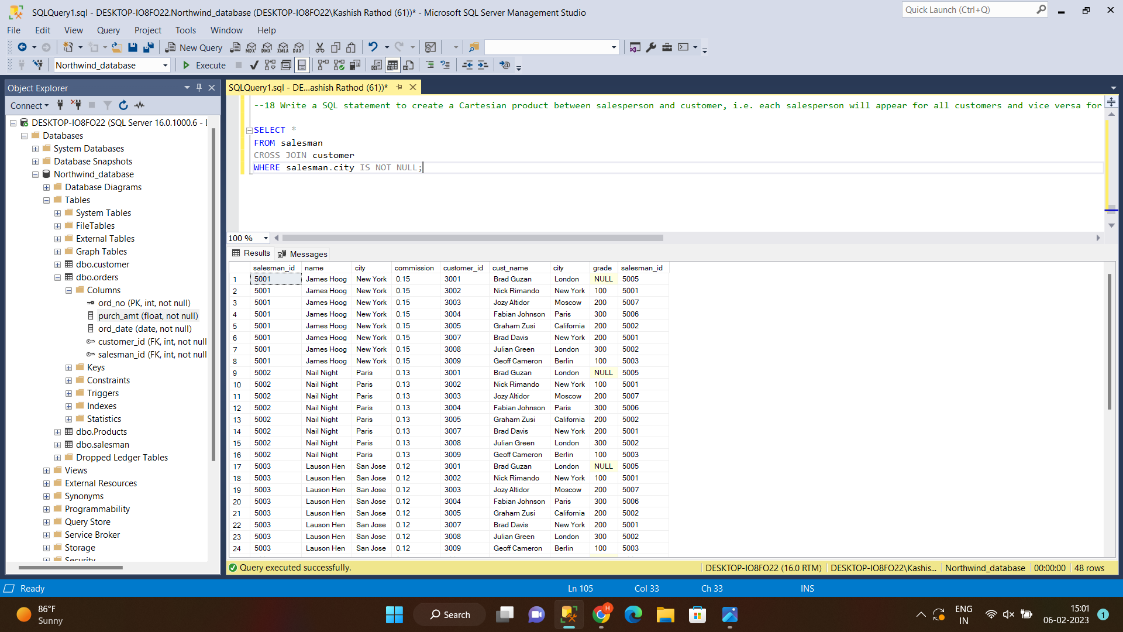 SQLQuery1.sql - DESKTOP-IO8FO22.Northwind_database (DESKTOP-IO8FO22\Kashish Rathod (61))* - Microsoft SQL Server Management Studio
Quick Launch (Ctrl+Q)
File Edit View Query Project Tools Window Help
New Query
Northwind_database Execute
Object Explorer
SQLQuery1.sql - DE...ashish Rathod (61))*
Connect
DESKTOP-IO8FO22 (SQL Server 16.0.1000.6 -
Databases
System Databases
Database Snapshots
Northwind_database
Database Diagrams
Tables
System Tables
FileTables
External Tables
Graph Tables
dbo.customer
dbo.orders
Columns
ord_no (PK, int, not null)
purch_amt (float, not null)
ord_date (date, not null)
customer_id (FK, int, not null
salesman_id (FK, int, not null
Keys
Constraints
Triggers
Indexes
Statistics
dbo.Products
dbo.salesman
Dropped Ledger Tables
Views
External Resources
Synonyms
Programmability
Query Store
Service Broker
Storage
Security
--18 Write a SQL statement to create a Cartesian product between salesperson and customer, i.e. each salesperson will appear for all customers and vice versa for
SELECT *
FROM salesman
CROSS JOIN customer
WHERE salesman.city IS NOT NULL;
100 %
Results Messages
salesman_id name city commission customer_id cust_name city grade salesman_id
1 5001 James Hoog New York 0.15 3001 Brad Guzan London NULL 5005
2 5001 James Hoog New York 0.15 3002 Nick Rimando New York 100 5001
3 5001 James Hoog New York 0.15 3003 Jozy Altidor Moscow 200 5007
4 5001 James Hoog New York 0.15 3004 Fabian Johnson Paris 300 5006
5 5001 James Hoog New York 0.15 3005 Graham Zusi California 200 5002
6 5001 James Hoog New York 0.15 3007 Brad Davis New York 200 5001
7 5001 James Hoog New York 0.15 3008 Julian Green London 300 5002
8 5001 James Hoog New York 0.15 3009 Geoff Cameron Berlin 100 5003
9 5002 Nail Night Paris 0.13 3001 Brad Guzan London NULL 5005
10 5002 Nail Night Paris 0.13 3002 Nick Rimando New York 100 5001
11 5002 Nail Night Paris 0.13 3003 Jozy Altidor Moscow 200 5007
12 5002 Nail Night Paris 0.13 3004 Fabian Johnson Paris 300 5006
13 5002 Nail Night Paris 0.13 3005 Graham Zusi California 200 5002
14 5002 Nail Night Paris 0.13 3007 Brad Davis New York 200 5001
15 5002 Nail Night Paris 0.13 3008 Julian Green London 300 5002
16 5002 Nail Night Paris 0.13 3009 Geoff Cameron Berlin 100 5003
17 5003 Lauson Hen San Jose 0.12 3001 Brad Guzan London NULL 5005
18 5003 Lauson Hen San Jose 0.12 3002 Nick Rimando New York 100 5001
19 5003 Lauson Hen San Jose 0.12 3003 Jozy Altidor Moscow 200 5007
20 5003 Lauson Hen San Jose 0.12 3004 Fabian Johnson Paris 300 5006
21 5003 Lauson Hen San Jose 0.12 3005 Graham Zusi California 200 5002
22 5003 Lauson Hen San Jose 0.12 3007 Brad Davis New York 200 5001
23 5003 Lauson Hen San Jose 0.12 3008 Julian Green London 300 5002
24 5003 Lauson Hen San Jose 0.12 3009 Geoff Cameron Berlin 100 5003
Query executed successfully. DESKTOP-IO8FO22 (16.0 RTM) DESKTOP-IO8FO22\Kashis... Northwind_database 00:00:00 48 rows
Ready Ln 105 Col 33 Ch 33 INS
86°F
Sunny
Search
ENG
IN
15:01
06-02-2023
1